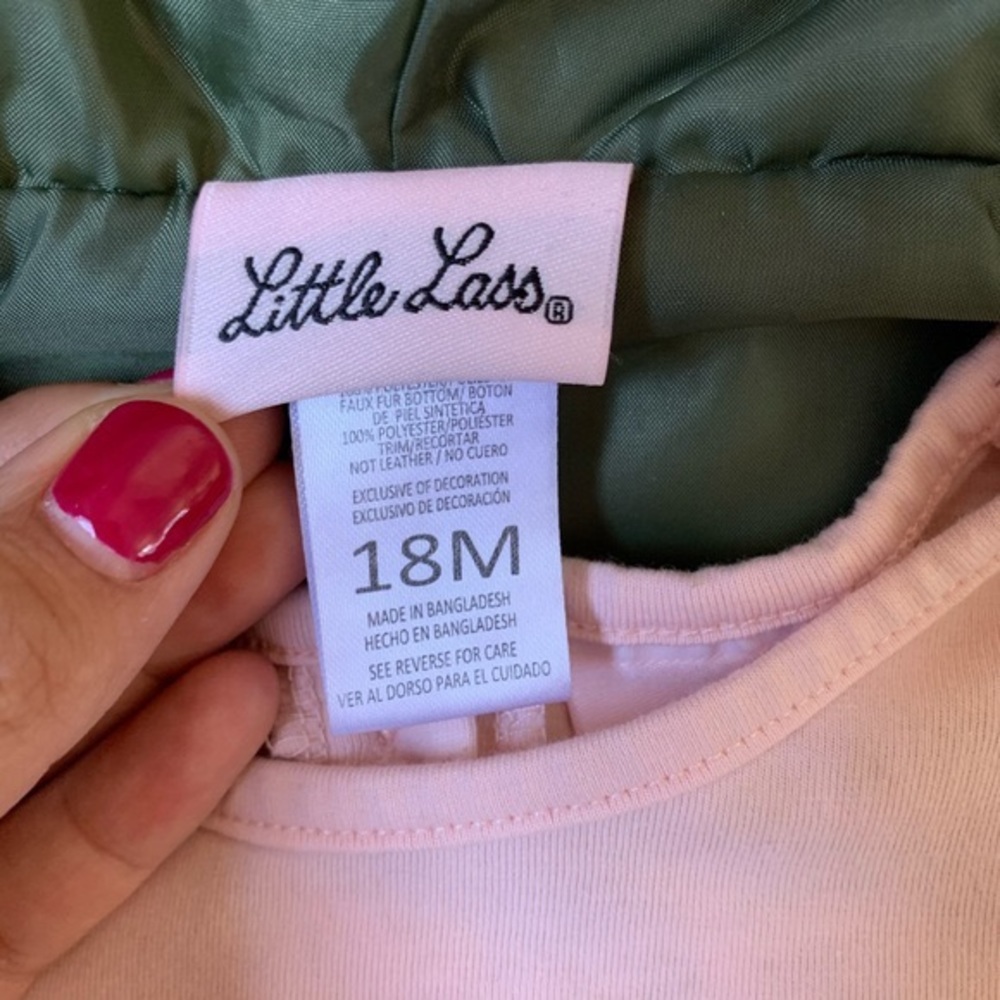 Little Lass®
FAUX FUR BOTTOM/ BOTON
DE PIEL SINTETICA
100% POLYESTER/POLIÉSTER
TRIM/RECORTAR
NOT LEATHER / NO CUERO
EXCLUSIVE OF DECORATION
EXCLUSIVO DE DECORACIÓN
18M
MADE IN BANGLADESH
HECHO EN BANGLADESH
SEE REVERSE FOR CARE
VER AL DORSO PARA EL CUIDADO